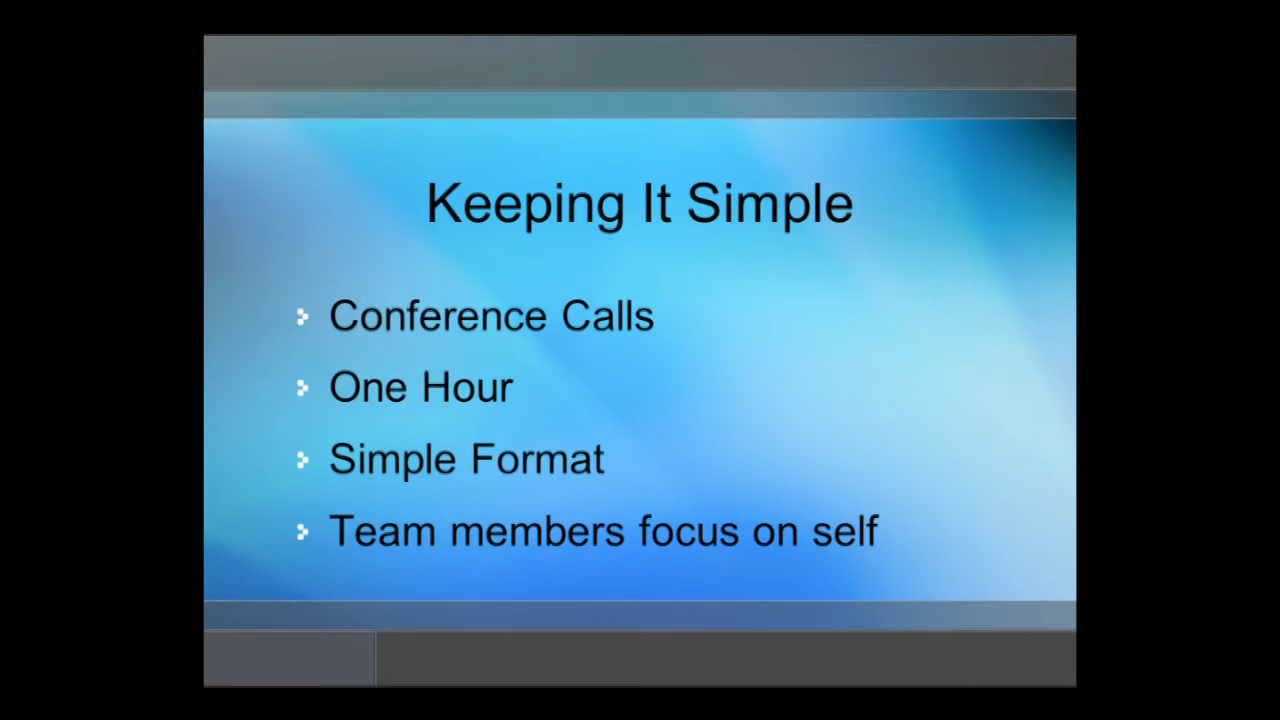 Keeping It Simple
Conference Calls
One Hour
Simple Format
Team members focus on self